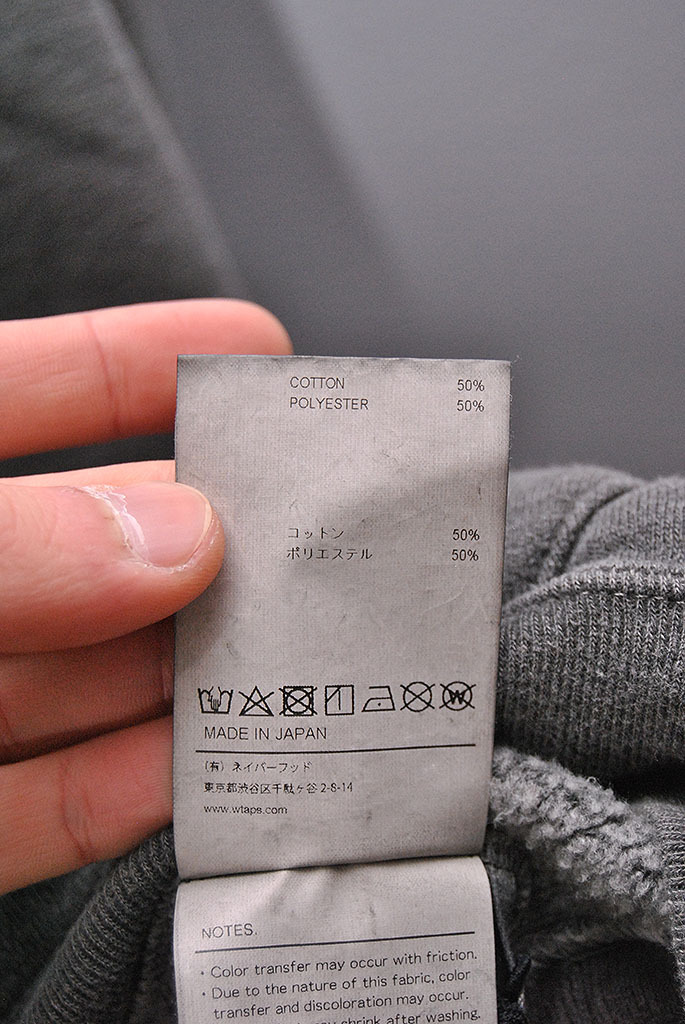 COTTON 50%
POLYESTER 50%
コットン 50%
ポリエステル 50%
W
MADE IN JAPAN
(有) ネイバーフッド
東京都渋谷区千駄ヶ谷 2-8-14
www.wtaps.com
NOTES.
・Color transfer may occur with friction.
・Due to the nature of this fabric, color
transfer and discoloration may occur.
shrink after washing.